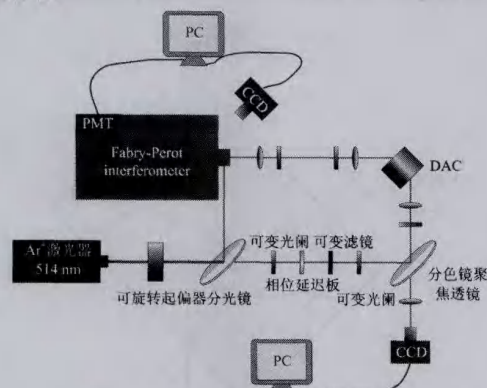 PC
CCD
PMT
Fabry-Perot
interferometer
DAC
Ar⁺激光器
514 nm
可变光阑 可变滤镜
分色镜聚
焦透镜
相位延迟板
可旋转起偏器分光镜
可变光阑
PC
CCD